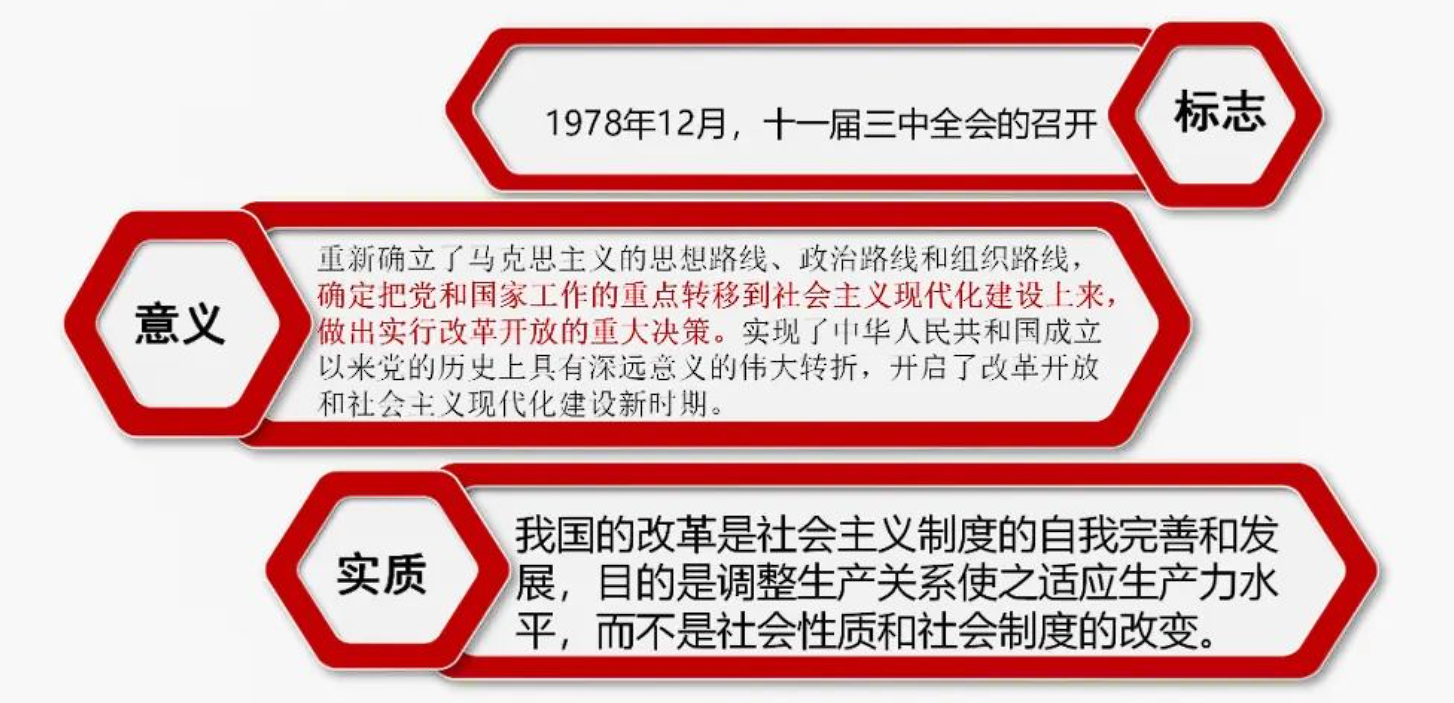 标志
1978年12月，十一届三中全会的召开
意义
重新确立了马克思主义的思想路线、政治路线和组织路线，
确定把党和国家工作的重点转移到社会主义现代化建设上来，
做出实行改革开放的重大决策。实现了中华人民共和国成立
以来党的历史上具有深远意义的伟大转折，开启了改革开放
和社会主义现代化建设新时期。
实质
我国的改革是社会主义制度的自我完善和发
展，目的是调整生产关系使之适应生产力水
平，而不是社会性质和社会制度的改变。